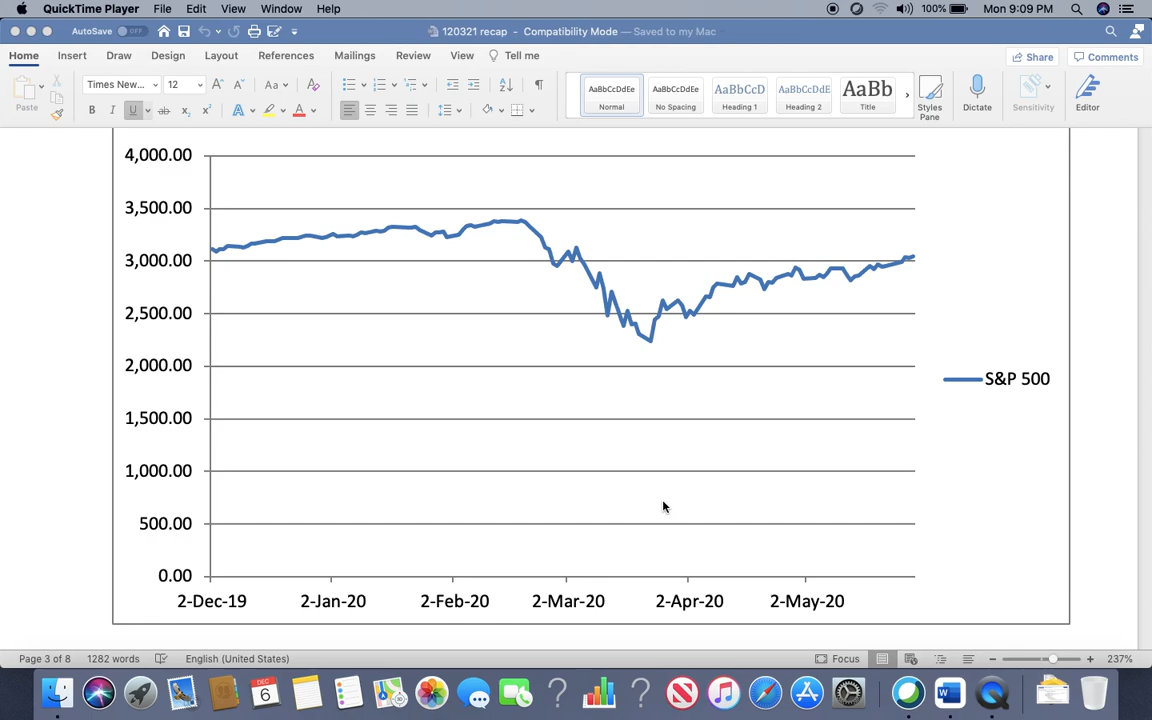 QuickTime Player File Edit View Window Help 100% Mon 9:09 PM
AutoSave OFF 120321 recap - Compatibility Mode — Saved to my Mac
Home Insert Draw Design Layout References Mailings Review View Tell me Share Comments
Times New... 12 Aa AaBbCcDdEe AaBbCcDdEe AaBbCcD AaBbCcDdE AaBb
Paste B I U ab x₂ x² A A Normal No Spacing Heading 1 Heading 2 Title Styles Pane Dictate Sensitivity Editor
4,000.00
3,500.00
3,000.00
2,500.00
2,000.00
S&P 500
1,500.00
1,000.00
500.00
0.00
2-Dec-19 2-Jan-20 2-Feb-20 2-Mar-20 2-Apr-20 2-May-20
Page 3 of 8 1282 words English (United States) Focus 237%
DEC
6